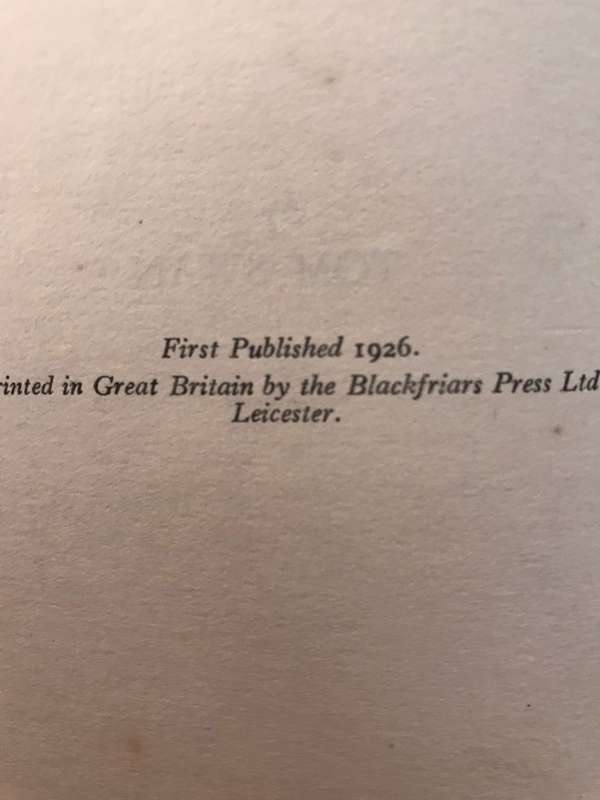 First Published 1926.
rinted in Great Britain by the Blackfriars Press Ltd
Leicester.